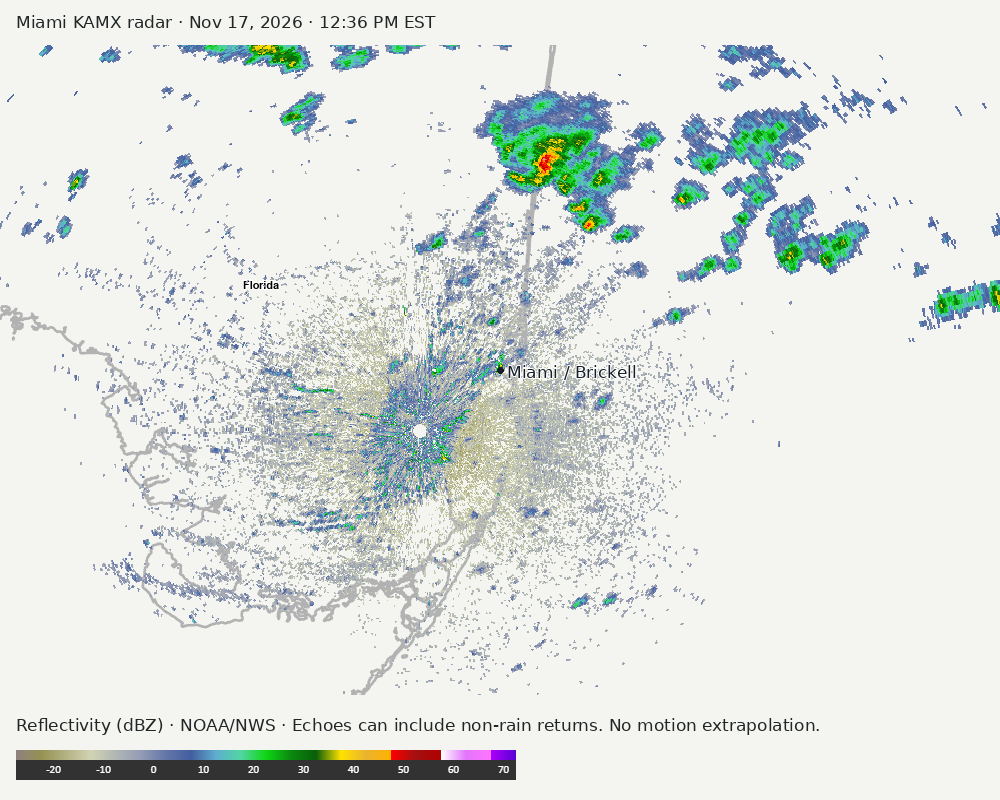 Miami KAMX radar · Nov 17, 2026 · 12:36 PM EST
Florida
Miami / Brickell
Reflectivity (dBZ) · NOAA/NWS · Echoes can include non-rain returns. No motion extrapolation.
-20 -10 0 10 20 30 40 50 60 70